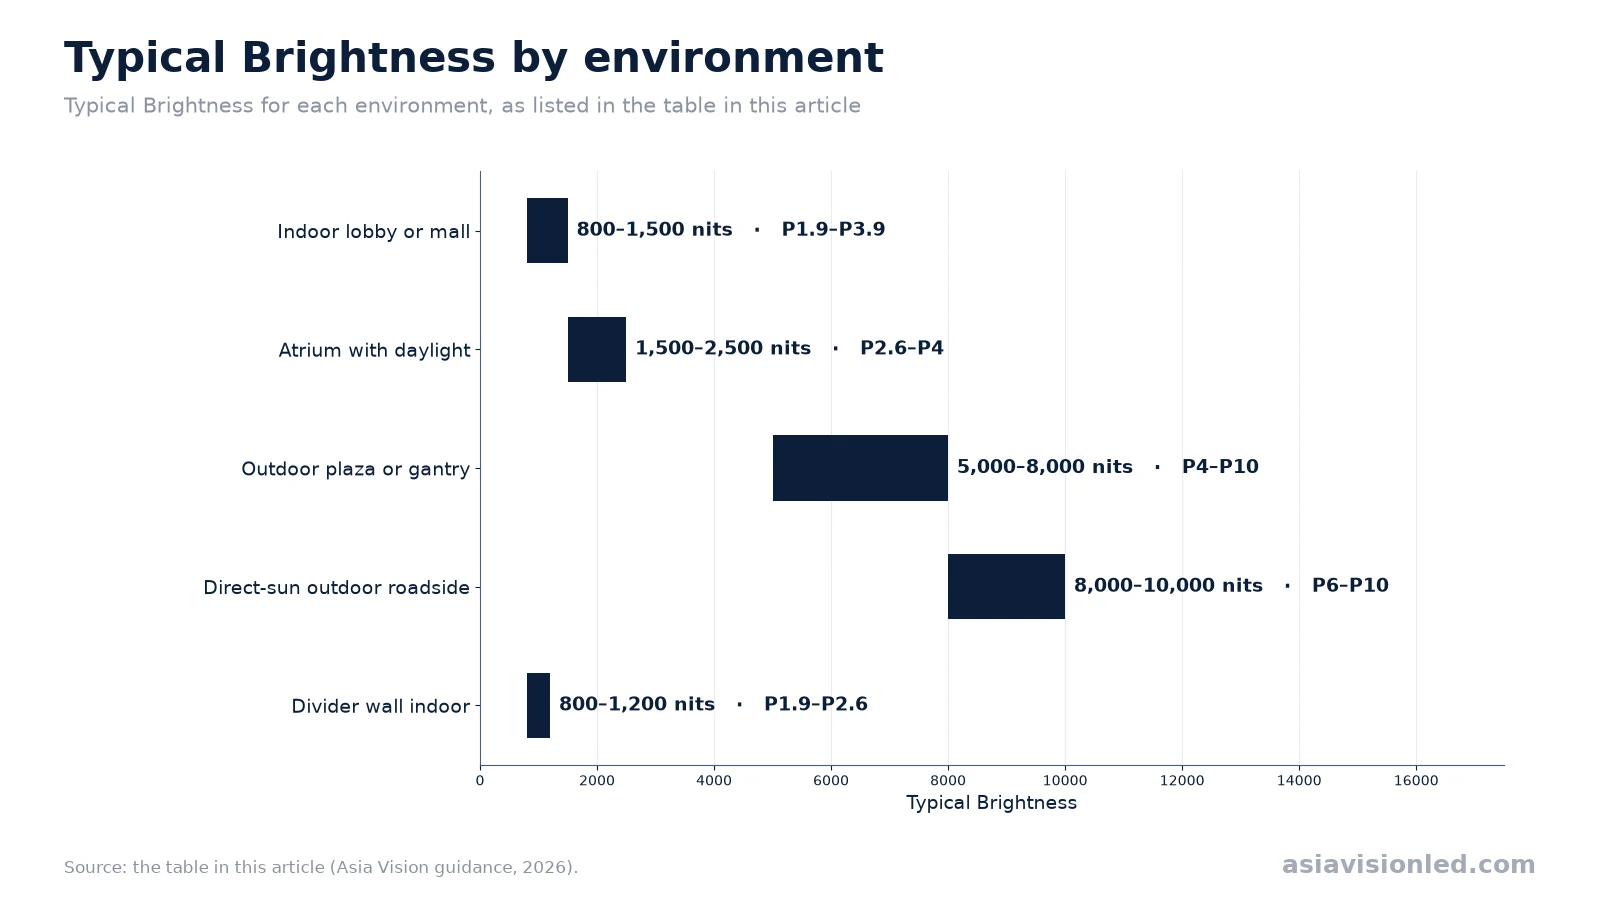 Typical Brightness by environment
Typical Brightness for each environment, as listed in the table in this article
Indoor lobby or mall
800–1,500 nits · P1.9–P3.9
Atrium with daylight
1,500–2,500 nits · P2.6–P4
Outdoor plaza or gantry
5,000–8,000 nits · P4–P10
Direct-sun outdoor roadside
8,000–10,000 nits · P6–P10
Divider wall indoor
800–1,200 nits · P1.9–P2.6
0 2000 4000 6000 8000 10000 12000 14000 16000
Typical Brightness
Source: the table in this article (Asia Vision guidance, 2026).
asiavisionled.com